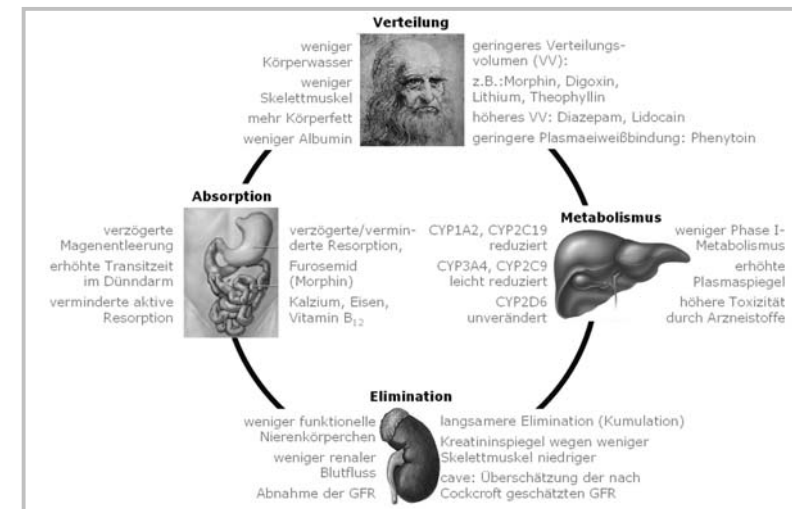 Verteilung
weniger
Körperwasser
weniger
Skelettmuskel
mehr Körperfett
weniger Albumin
geringeres Verteilungs-
volumen (VV):
z.B.:Morphin, Digoxin,
Lithium, Theophyllin
höheres VV: Diazepam, Lidocain
geringere Plasmaeiweißbindung: Phenytoin
Absorption
verzögerte
Magenentleerung
erhöhte Transitzeit
im Dünndarm
verminderte aktive
Resorption
verzögerte/vermin-
derte Resorption,
Furosemid
(Morphin)
Kalzium, Eisen,
Vitamin B₁₂
Metabolismus
CYP1A2, CYP2C19
reduziert
CYP3A4, CYP2C9
leicht reduziert
CYP2D6
unverändert
weniger Phase I-
Metabolismus
erhöhte
Plasmaspiegel
höhere Toxizität
durch Arzneistoffe
Elimination
weniger funktionelle
Nierenkörperchen
weniger renaler
Blutfluss
Abnahme der GFR
langsamere Elimination (Kumulation)
Kreatininspiegel wegen weniger
Skelettmuskel niedriger
cave: Überschätzung der nach
Cockcroft geschätzten GFR